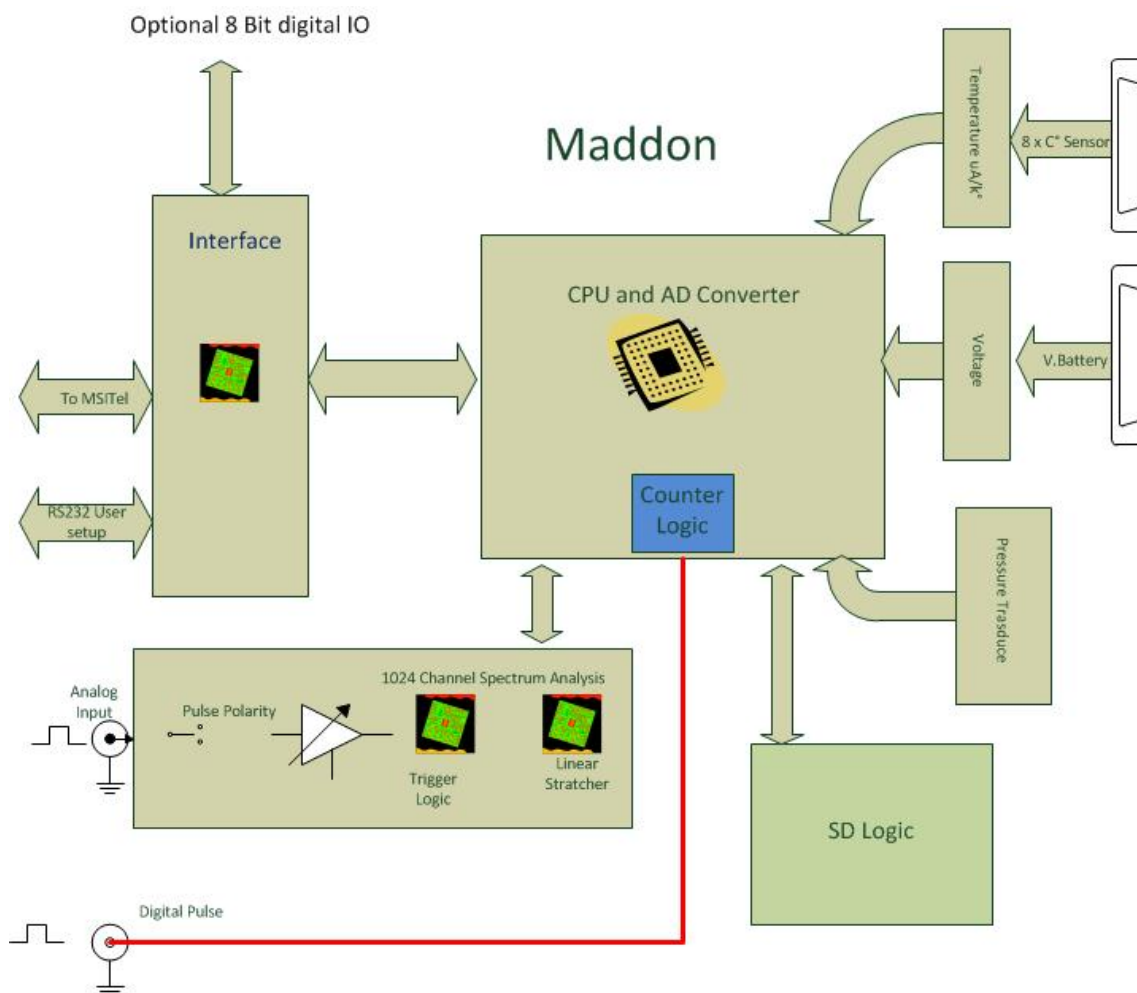 Optional 8 Bit digital IO
Maddon
Temperature uA/k°
8 x C° Sensor
Interface
CPU and AD Converter
Voltage
V.Battery
To MSITel
RS232 User
setup
Counter
Logic
Pressure Trasduce
1024 Channel Spectrum Analysis
Analog
Input
Pulse Polarity
Trigger
Logic
Linear
Stratcher
SD Logic
Digital Pulse